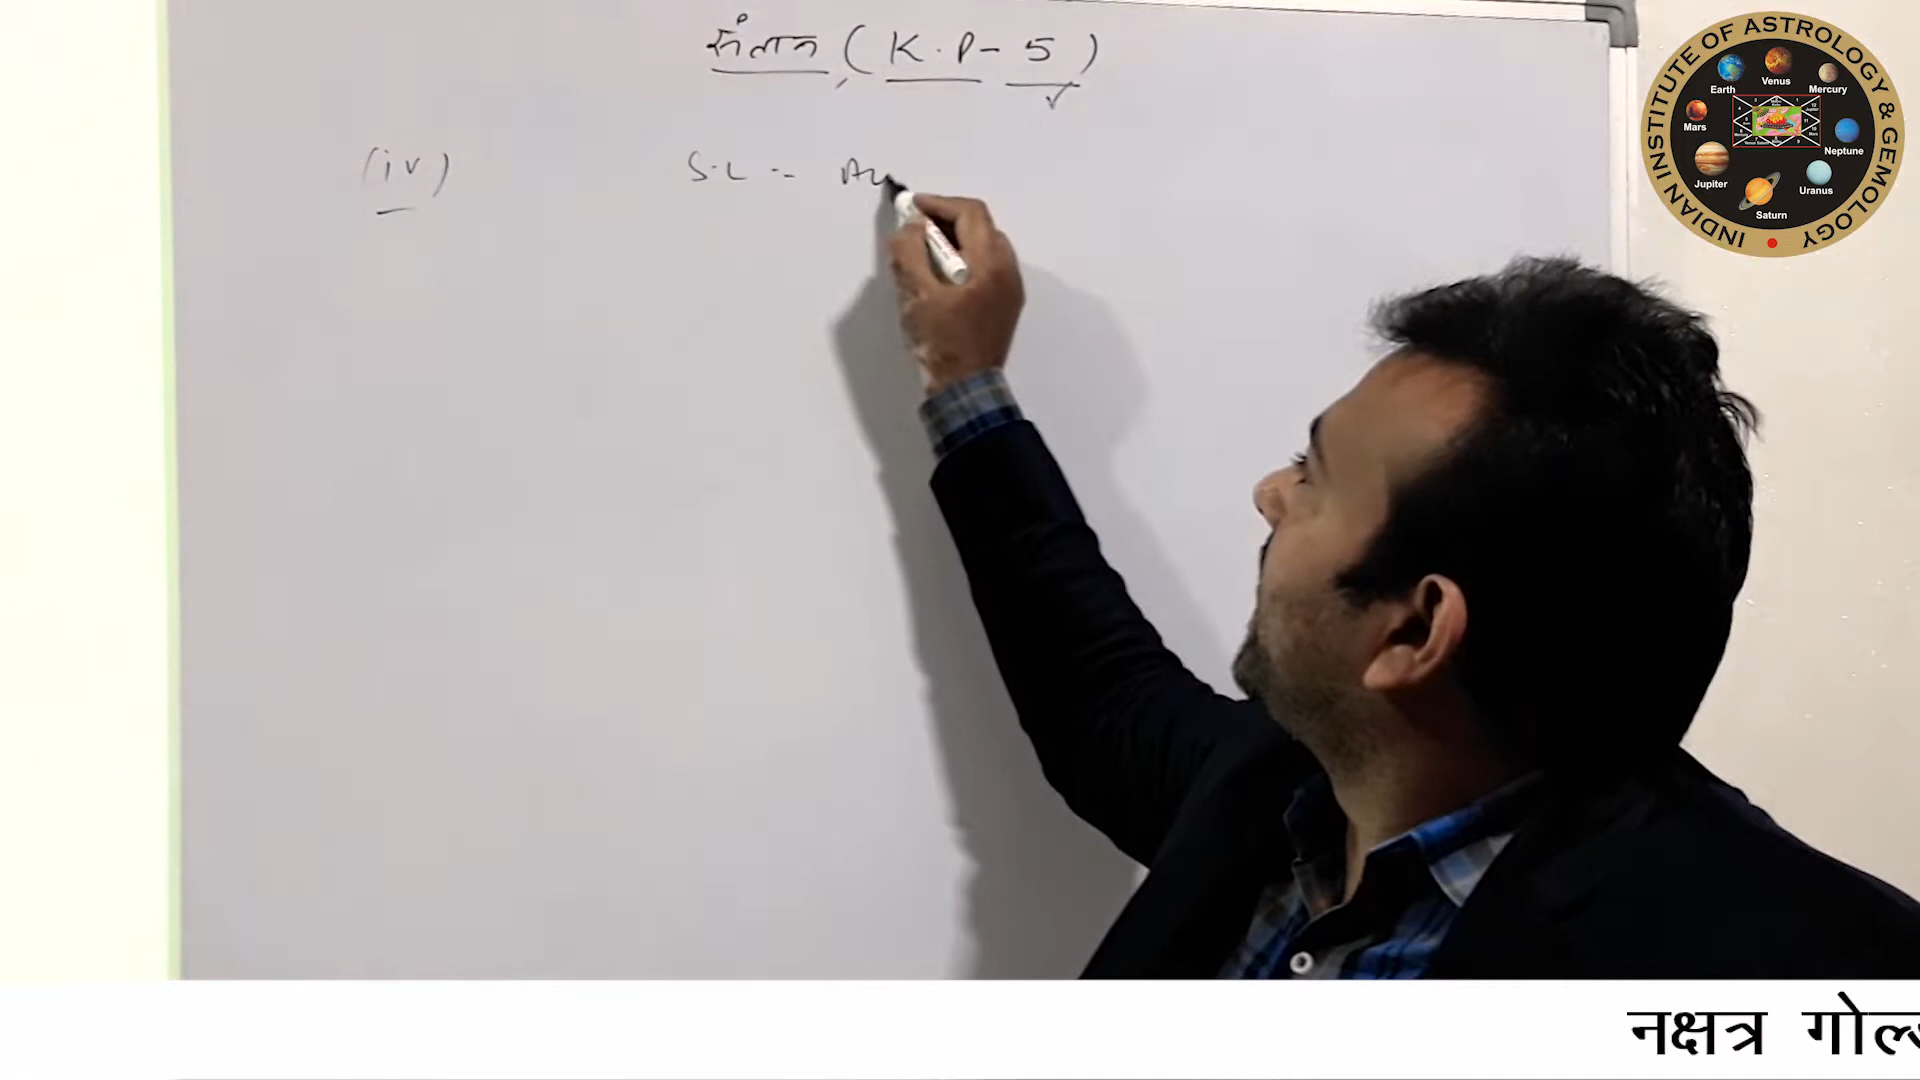 संतान (K.P-5)
(iv) S.L :-
INDIAN INSTITUTE OF ASTROLOGY & GEMOLOGY
Earth
Venus
Mercury
Mars
Neptune
Jupiter
Uranus
Saturn
नक्षत्र